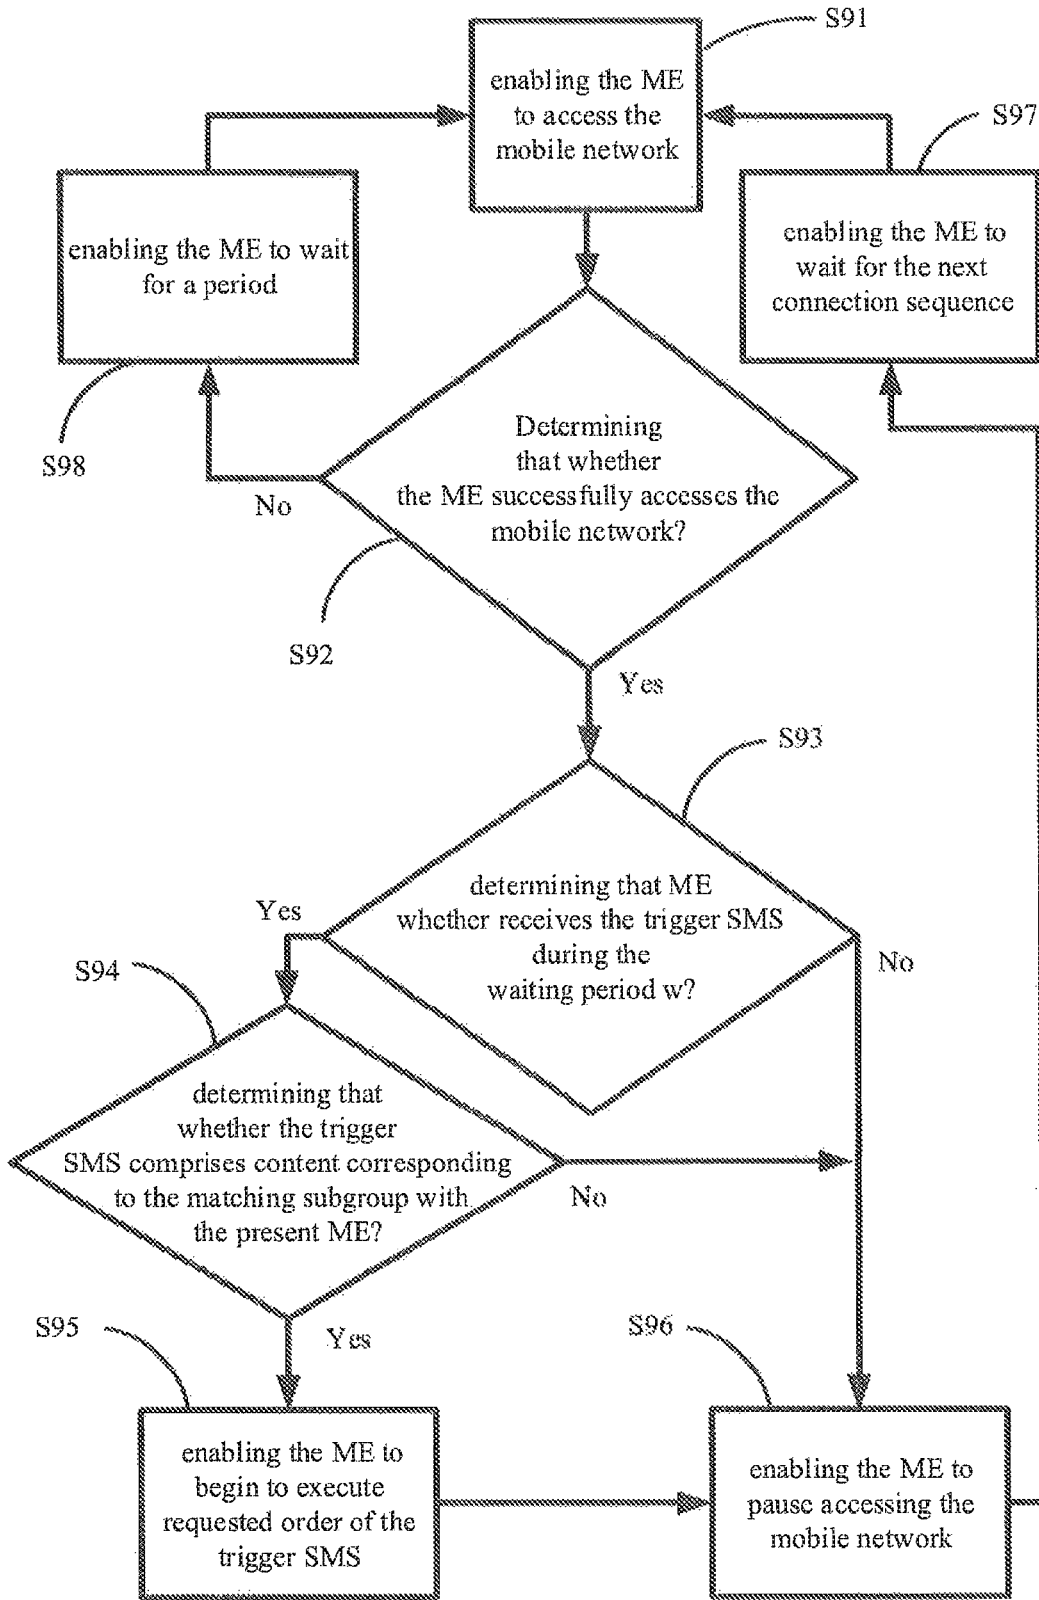 S91
enabling the ME
to access the
mobile network
S97
enabling the ME to wait
for a period
enabling the ME to
wait for the next
connection sequence
S98
No
Determining
that whether
the ME successfully accesses the
mobile network?
S92
Yes
S93
determining that ME
whether receives the trigger SMS
during the
waiting period w?
Yes
No
S94
determining that
whether the trigger
SMS comprises content corresponding
to the matching subgroup with
the present ME?
No
Yes
S95
S96
enabling the ME to
begin to execute
requested order of the
trigger SMS
enabling the ME to
pause accessing the
mobile network